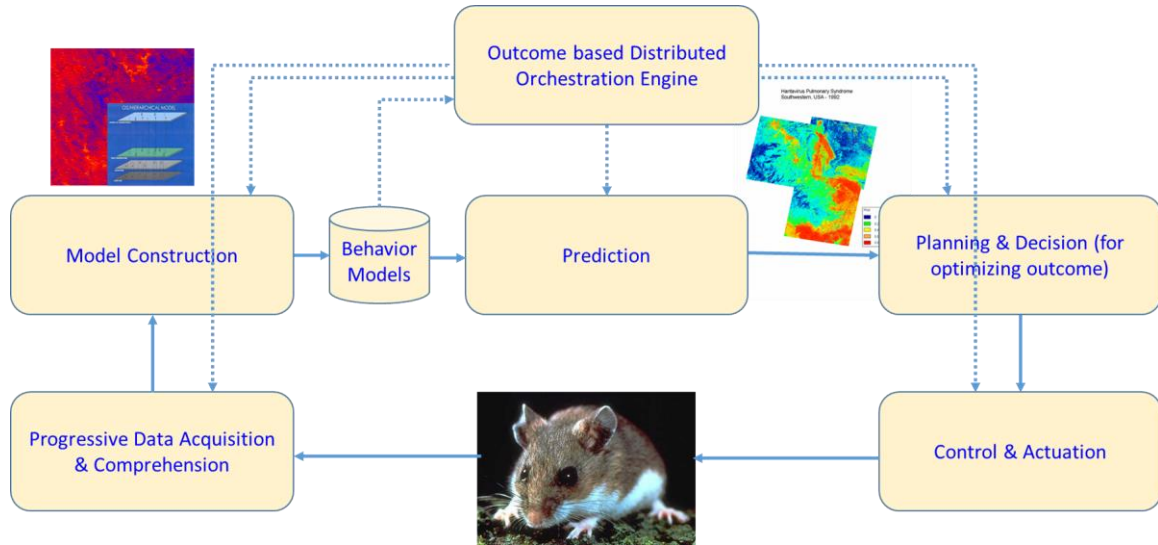 Outcome based Distributed
Orchestration Engine
Hantavirus Pulmonary Syndrome
Southwestern, USA - 1992
Model Construction
Behavior
Models
Prediction
Planning & Decision (for
optimizing outcome)
Progressive Data Acquisition
& Comprehension
Control & Actuation